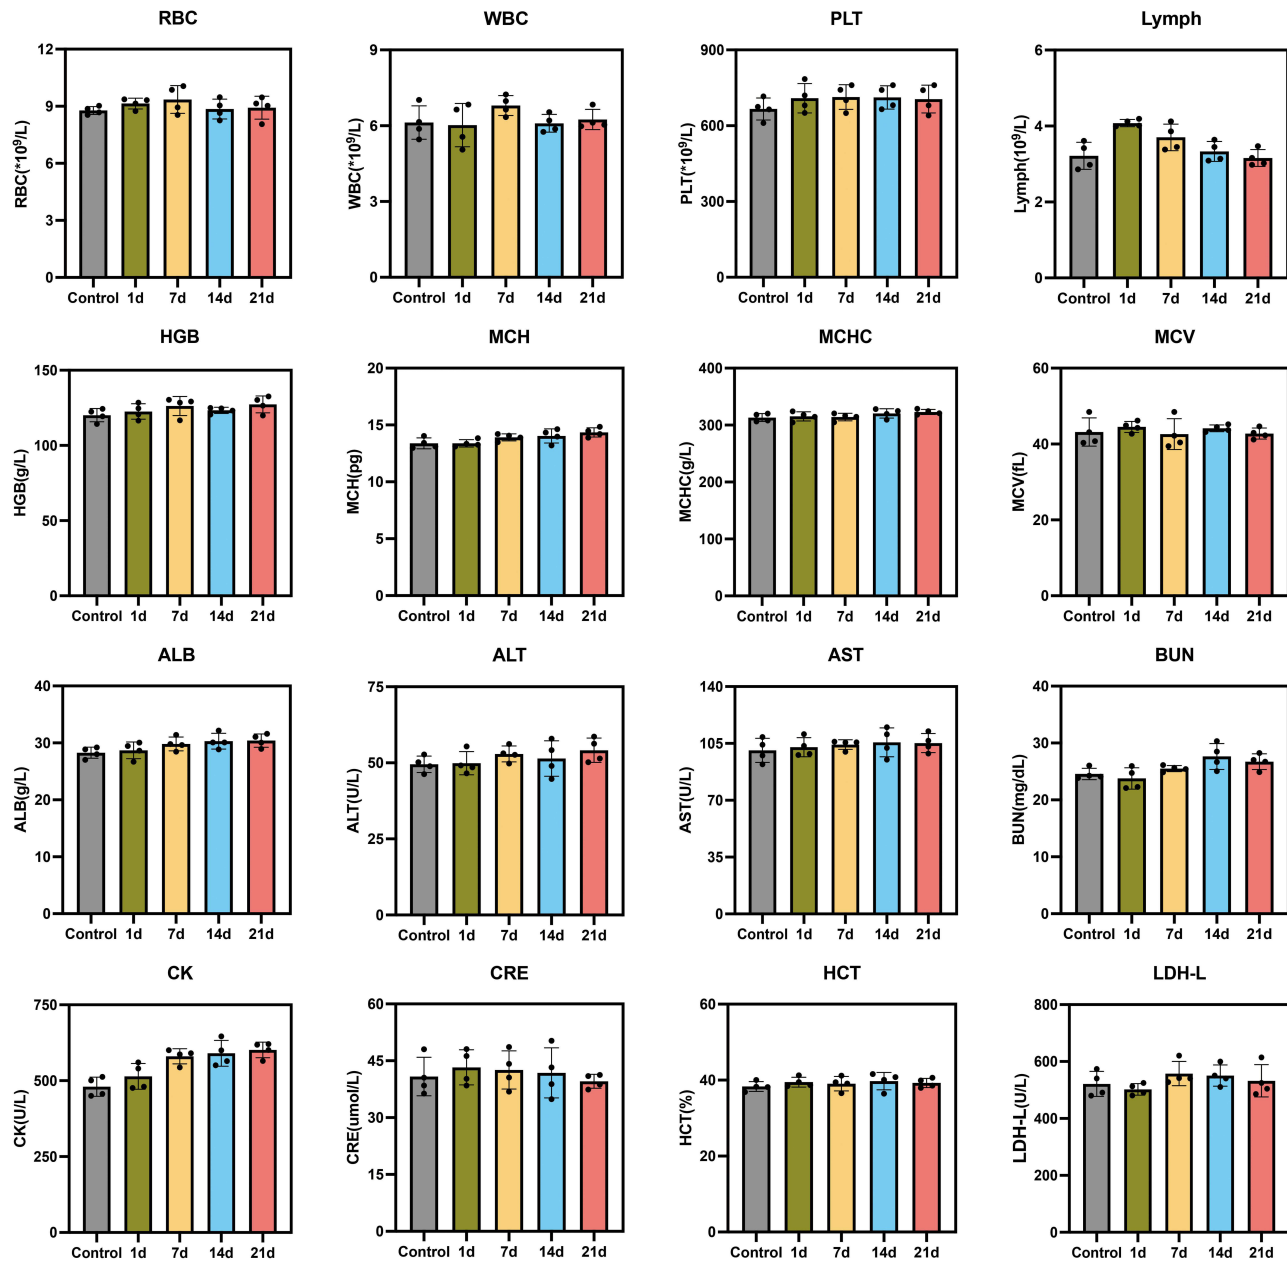 RBC
RBC(*10⁹/L)
12
9
6
3
0
Control 1d 7d 14d 21d
WBC
WBC(*10⁹/L)
9
6
3
0
Control 1d 7d 14d 21d
PLT
PLT(*10⁹/L)
900
600
300
0
Control 1d 7d 14d 21d
Lymph
Lymph(10⁹/L)
6
4
2
0
Control 1d 7d 14d 21d
HGB
HGB(g/L)
150
100
50
0
Control 1d 7d 14d 21d
MCH
MCH(pg)
20
15
10
5
0
Control 1d 7d 14d 21d
MCHC
MCHC(g/L)
400
300
200
100
0
Control 1d 7d 14d 21d
MCV
MCV(fL)
60
40
20
0
Control 1d 7d 14d 21d
ALB
ALB(g/L)
40
30
20
10
0
Control 1d 7d 14d 21d
ALT
ALT(U/L)
75
50
25
0
Control 1d 7d 14d 21d
AST
AST(U/L)
140
105
70
35
0
Control 1d 7d 14d 21d
BUN
BUN(mg/dL)
40
30
20
10
0
Control 1d 7d 14d 21d
CK
CK(U/L)
750
500
250
0
Control 1d 7d 14d 21d
CRE
CRE(umol/L)
60
45
30
15
0
Control 1d 7d 14d 21d
HCT
HCT(%)
60
40
20
0
Control 1d 7d 14d 21d
LDH-L
LDH-L(U/L)
800
600
400
200
0
Control 1d 7d 14d 21d